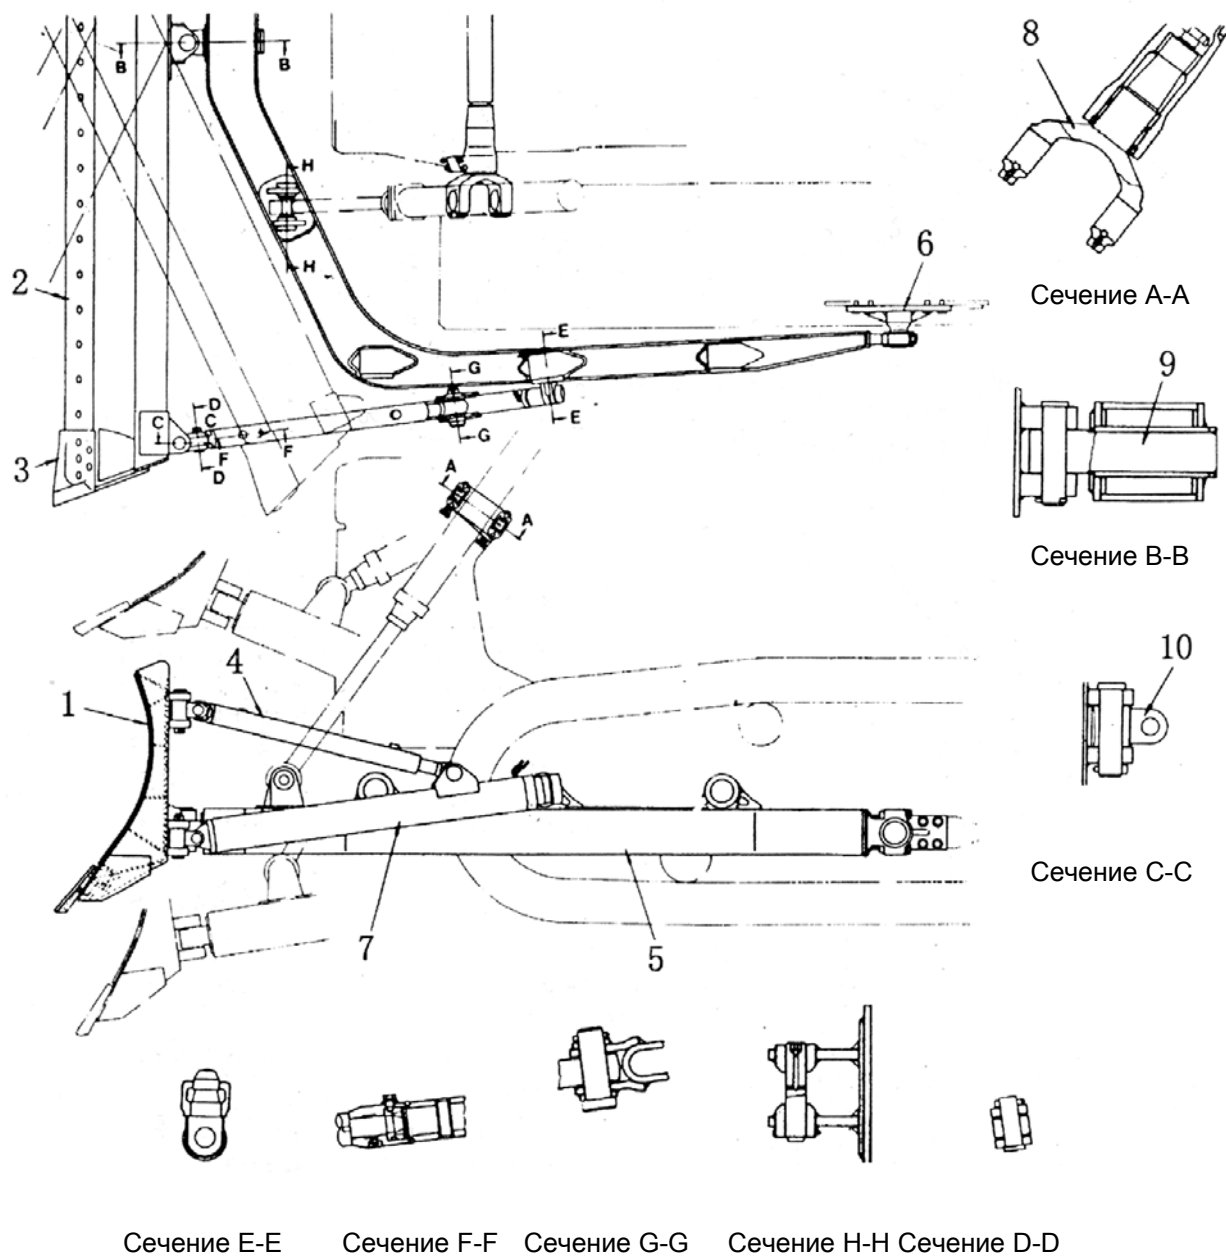 8
B B
H
2
H
6
Сечение A-A
E
G
D
C C
F
E
G
3
F
D
9
A
A
Сечение B-B
4
10
1
Сечение C-C
7
5
Сечение E-E Сечение F-F Сечение G-G Сечение H-H Сечение D-D